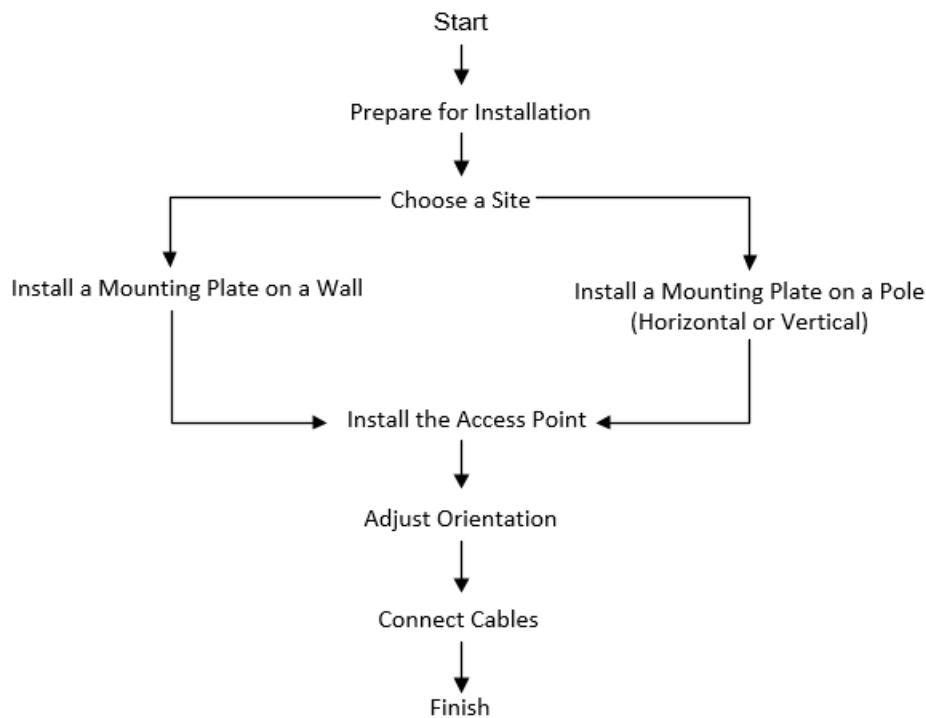 Start
Prepare for Installation
Choose a Site
Install a Mounting Plate on a Wall
Install a Mounting Plate on a Pole
(Horizontal or Vertical)
Install the Access Point
Adjust Orientation
Connect Cables
Finish